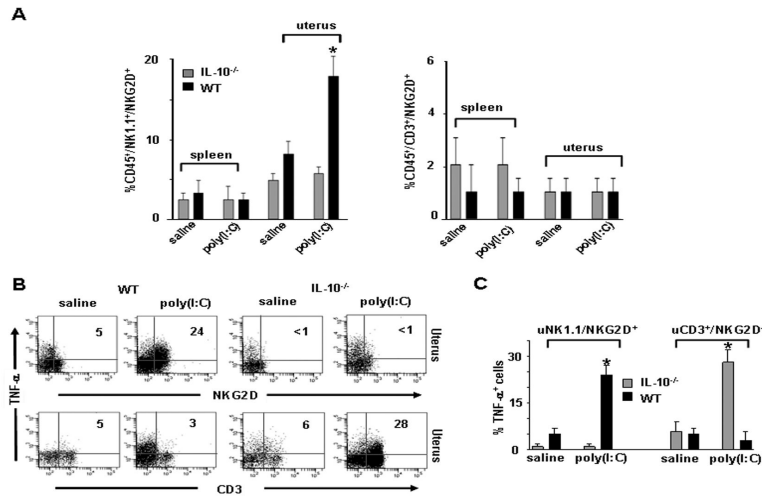 A
uterus
20
10
0
%CD45⁺/NK1.1⁺/NKG2D⁺
IL-10-/-
WT
*
spleen
saline
poly(I:C)
saline
poly(I:C)
6
4
2
0
%CD45⁺/CD3⁺/NKG2D⁺
spleen
uterus
saline
poly(I:C)
saline
poly(I:C)
B
WT
IL-10-/-
saline
poly(I:C)
saline
poly(I:C)
5
24
<1
<1
Uterus
TNF-α
NKG2D
5
3
6
28
Uterus
CD3
C
uNK1.1/NKG2D⁺
uCD3+/NKG2D
30
10
0
% TNF-α⁺ cells
IL-10-/-
WT
*
*
saline
poly(I:C)
saline
poly(I:C)